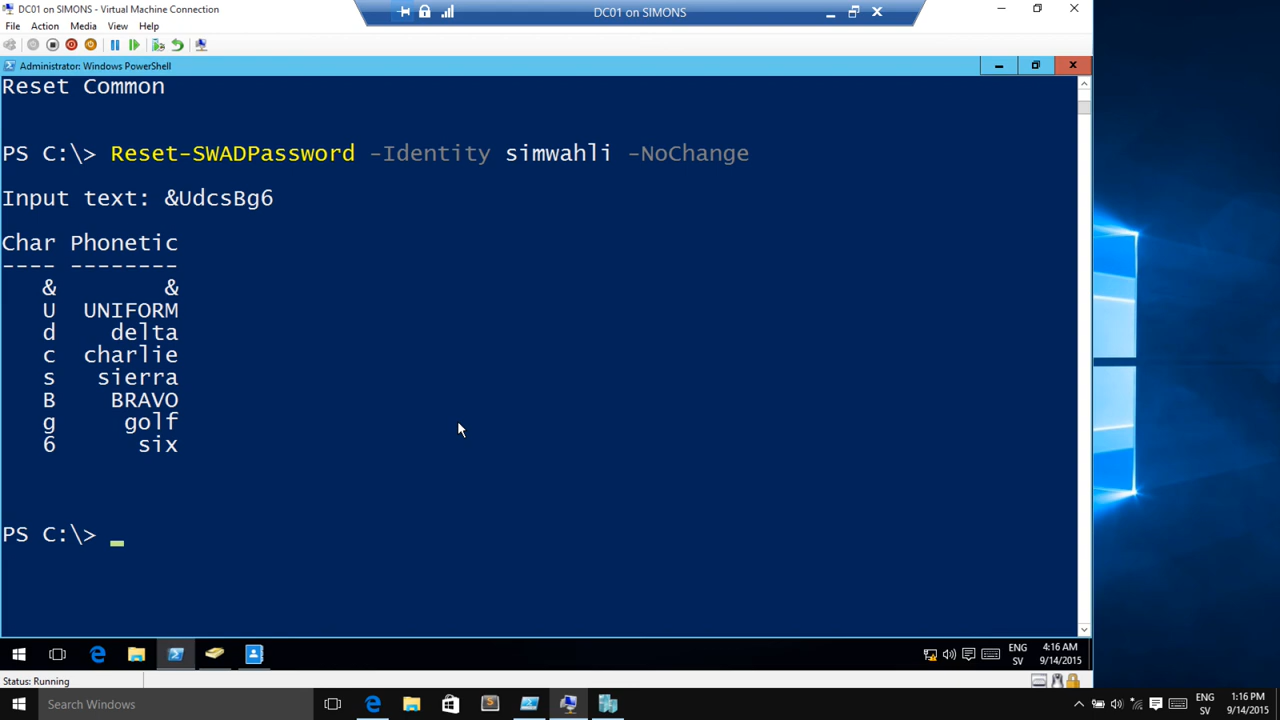 DC01 on SIMONS - Virtual Machine Connection
DC01 on SIMONS
File Action Media View Help
Administrator: Windows PowerShell
Reset Common
PS C:\> Reset-SWADPassword -Identity simwahli -NoChange
Input text: &UdcsBg6
Char Phonetic
---- --------
& &
U UNIFORM
d delta
c charlie
s sierra
B BRAVO
g golf
6 six
PS C:\> _
ENG 4:16 AM
SV 9/14/2015
Status: Running
Search Windows
ENG 1:16 PM
SV 9/14/2015